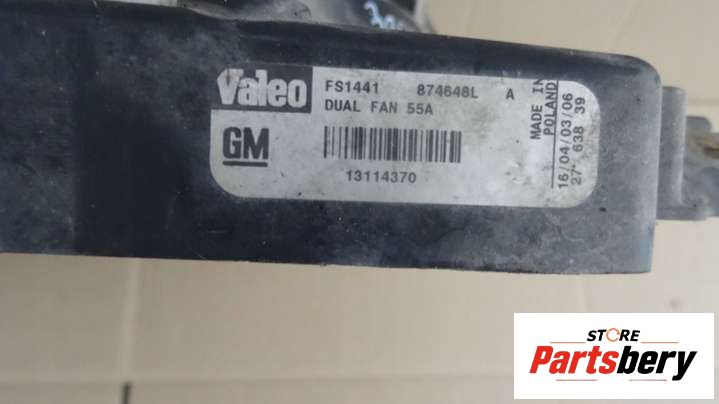 Valeo FS1441 874648L A
DUAL FAN 55A
GM
13114370
MADE IN
POLAND
16/04/03/06
27 638 39
STORE
Partsbery